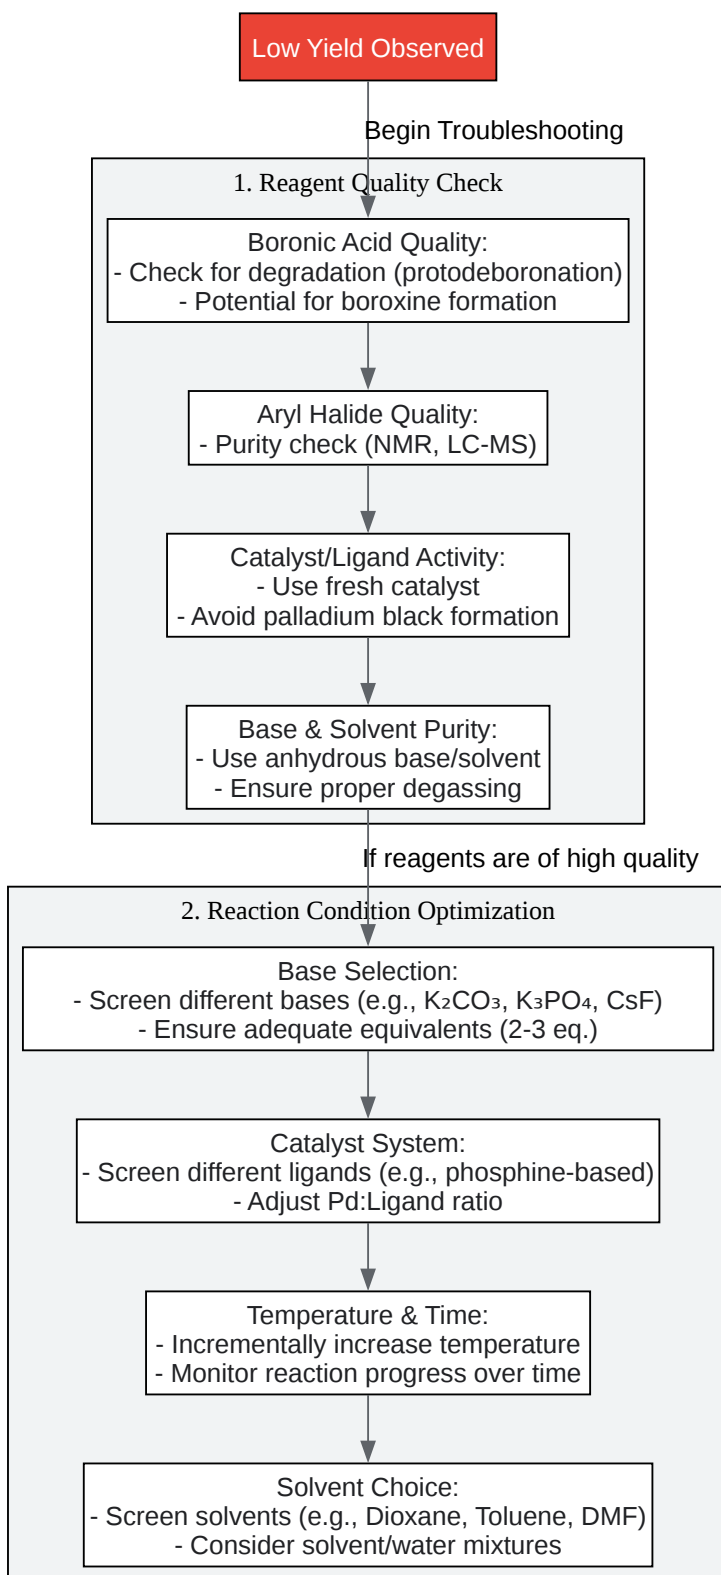 Low Yield Observed
Begin Troubleshooting
1. Reagent Quality Check
Boronic Acid Quality:
- Check for degradation (protodeboronation)
- Potential for boroxine formation
Aryl Halide Quality:
- Purity check (NMR, LC-MS)
Catalyst/Ligand Activity:
- Use fresh catalyst
- Avoid palladium black formation
Base & Solvent Purity:
- Use anhydrous base/solvent
- Ensure proper degassing
If reagents are of high quality
2. Reaction Condition Optimization
Base Selection:
- Screen different bases (e.g., K₂CO₃, K₃PO₄, CsF)
- Ensure adequate equivalents (2-3 eq.)
Catalyst System:
- Screen different ligands (e.g., phosphine-based)
- Adjust Pd:Ligand ratio
Temperature & Time:
- Incrementally increase temperature
- Monitor reaction progress over time
Solvent Choice:
- Screen solvents (e.g., Dioxane, Toluene, DMF)
- Consider solvent/water mixtures